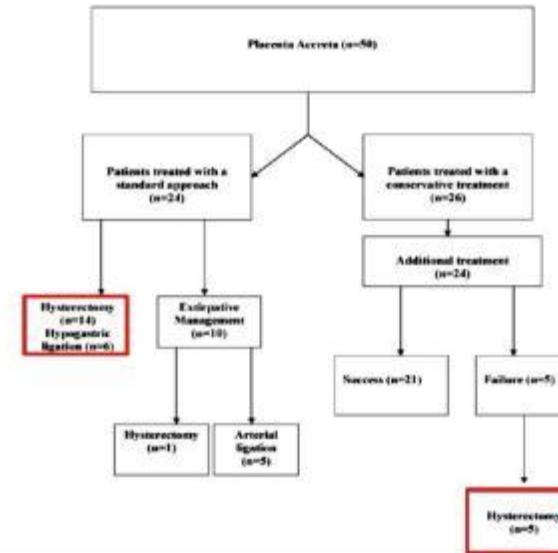 Placenta Accreta (n=50)
Patients treated with a
standard approach
(n=24)
Patients treated with a
conservative treatment
(n=26)
Additional treatment
(n=24)
Hysterectomy
(n=14)
Hypogastric
ligation (n=6)
Extirpative
Management
(n=10)
Success (n=21)
Failure (n=5)
Hysterectomy
(n=1)
Arterial
ligation
(n=5)
Hysterectomy
(n=5)